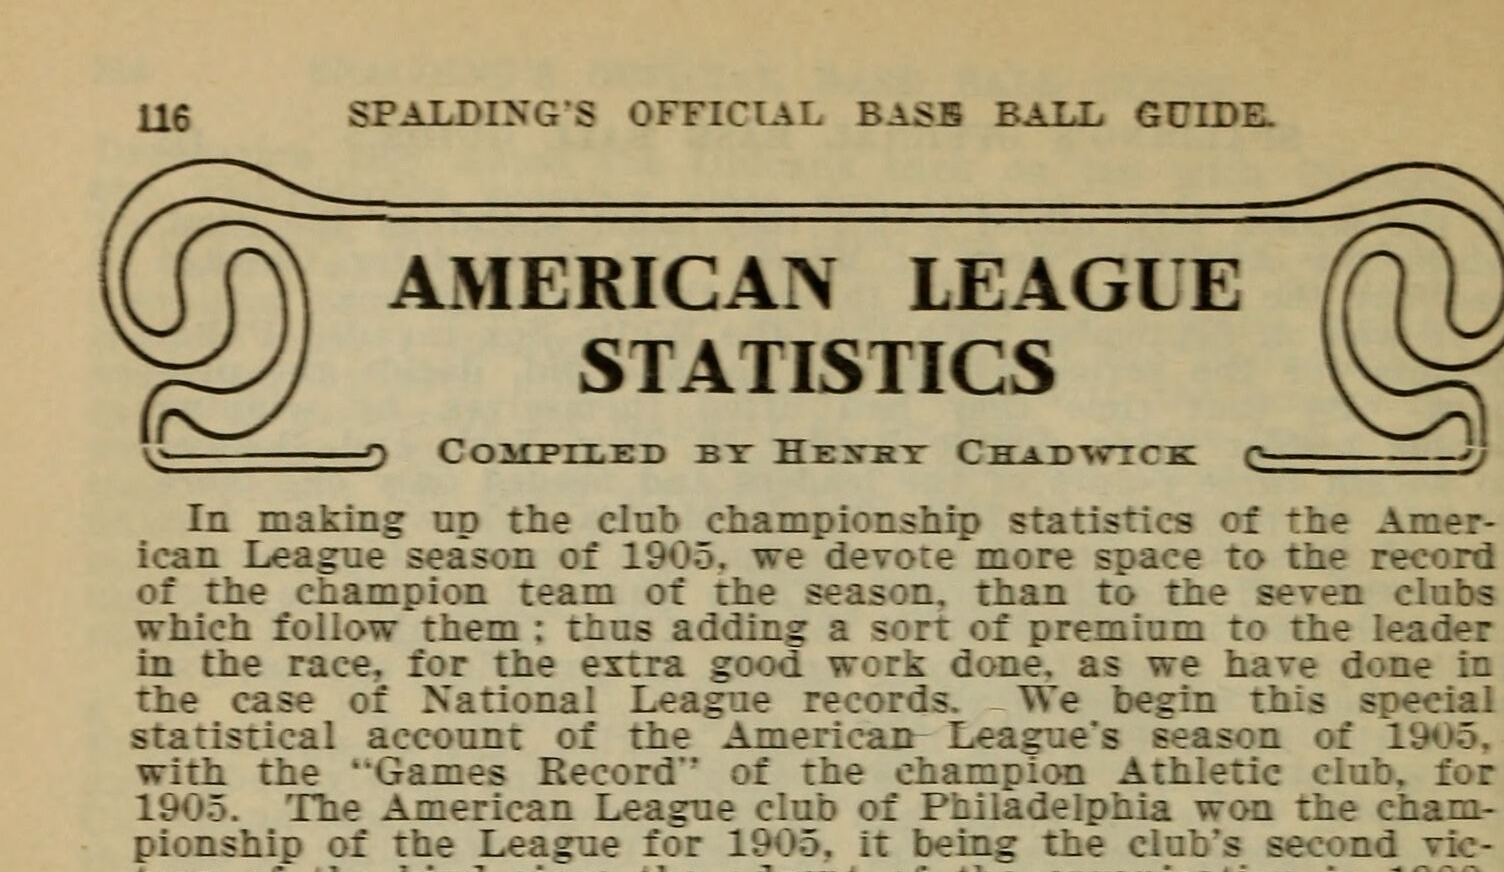 116 SPALDING'S OFFICIAL BASE BALL GUIDE.
AMERICAN LEAGUE
STATISTICS
COMPILED BY HENRY CHADWICK
In making up the club championship statistics of the Amer-
ican League season of 1905, we devote more space to the record
of the champion team of the season, than to the seven clubs
which follow them; thus adding a sort of premium to the leader
in the race, for the extra good work done, as we have done in
the case of National League records. We begin this special
statistical account of the American League's season of 1905,
with the "Games Record" of the champion Athletic club, for
1905. The American League club of Philadelphia won the cham-
pionship of the League for 1905, it being the club's second vic-